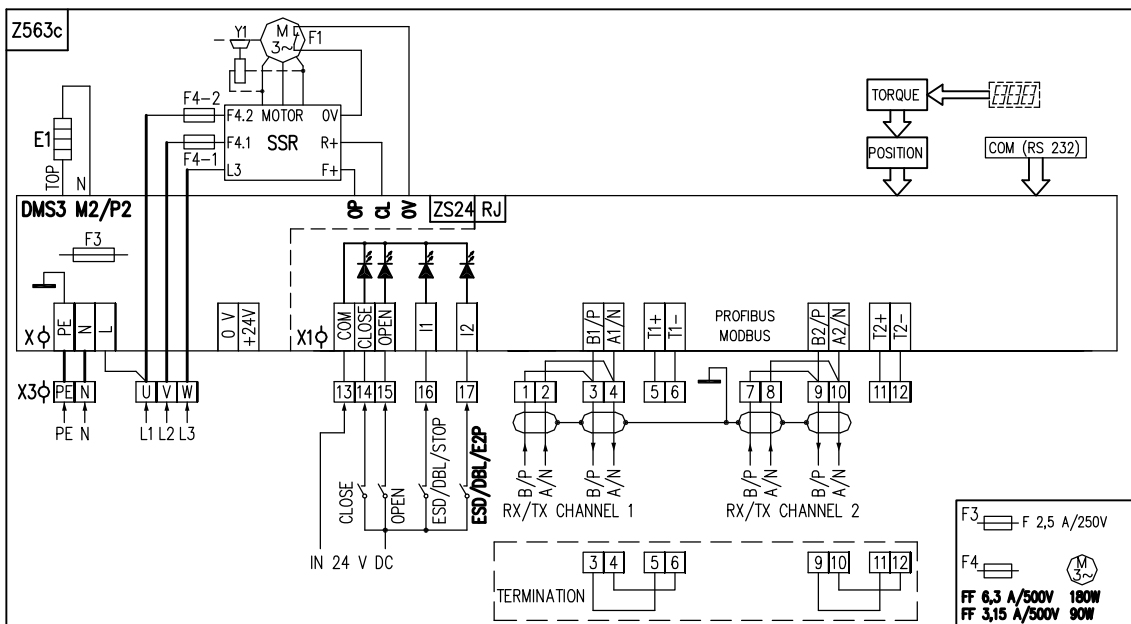 Z563c
Y1
M
3~
F1
F4-2
F4.2 MOTOR 0V
F4.1 SSR R+
F4-1
L3 F+
E1
TOP
N
TORQUE
POSITION
COM (RS 232)
DMS3 M2/P2
OP CL 0V
ZS24 RJ
F3
X
PE N L
0 V
+24V
X1
COM
CLOSE
OPEN
I1
I2
B1/P
A1/N
T1+
T1-
PROFIBUS
MODBUS
B2/P
A2/N
T2+
T2-
X3
PE N
U V W
13 14 15 16 17
1 2 3 4 5 6
7 8 9 10 11 12
PE N
L1 L2 L3
CLOSE
OPEN
ESD/DBL/STOP
ESD/DBL/E2P
IN 24 V DC
B/P
A/N
B/P
A/N
RX/TX CHANNEL 1
B/P
A/N
B/P
A/N
RX/TX CHANNEL 2
TERMINATION
3 4 5 6
9 10 11 12
F3 F 2,5 A/250V
F4
M
3~
FF 6,3 A/500V 180W
FF 3,15 A/500V 90W